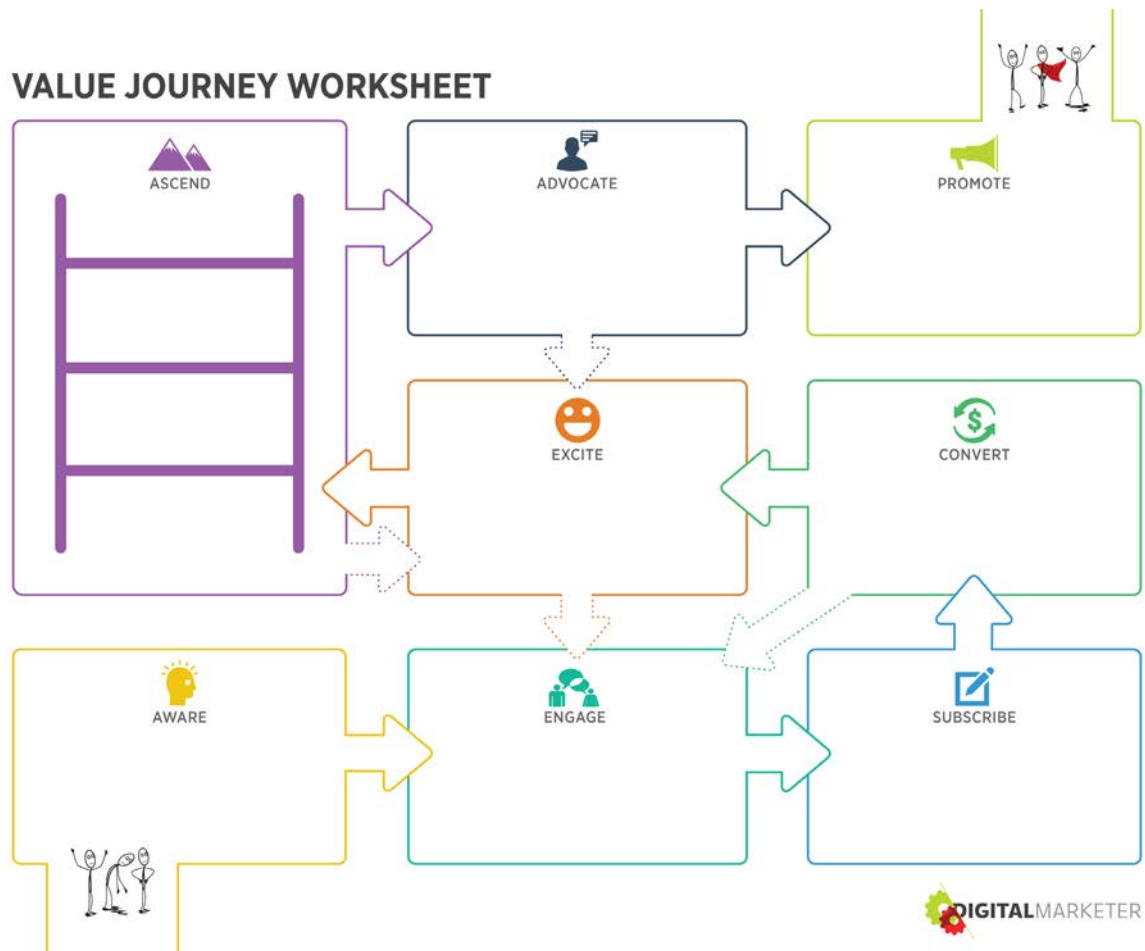 VALUE JOURNEY WORKSHEET
ASCEND
ADVOCATE
PROMOTE
EXCITE
CONVERT
$
AWARE
ENGAGE
SUBSCRIBE
DIGITALMARKETER